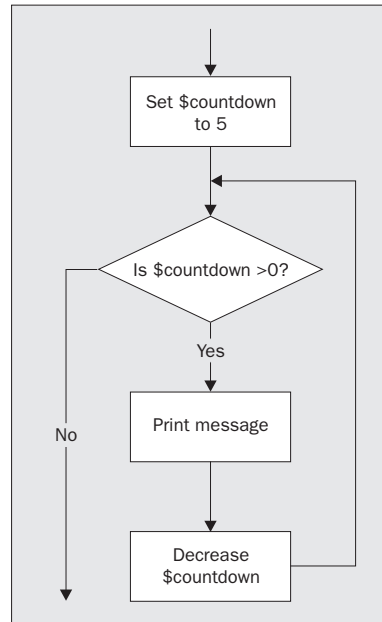 Set $countdown
to 5
Is $countdown >0?
Yes
Print message
No
Decrease
$countdown